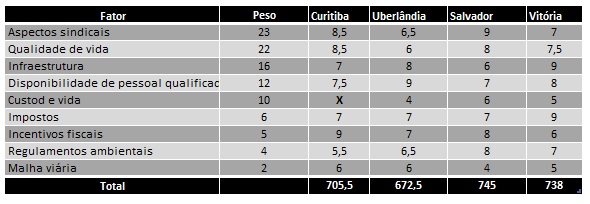 Fator Peso Curitiba Uberlândia Salvador Vitória
Aspectos sindicais 23 8,5 6,5 9 7
Qualidade de vida 22 8,5 6 8 7,5
Infraestrutura 16 7 8 6 9
Disponibilidade de pessoal qualificad 12 7,5 9 7 8
Custod e vida 10 X 4 6 5
Impostos 6 7 7 7 9
Incentivos fiscais 5 9 7 8 6
Regulamentos ambientais 4 5,5 6,5 8 7
Malha viária 2 6 6 4 5
Total 705,5 672,5 745 738